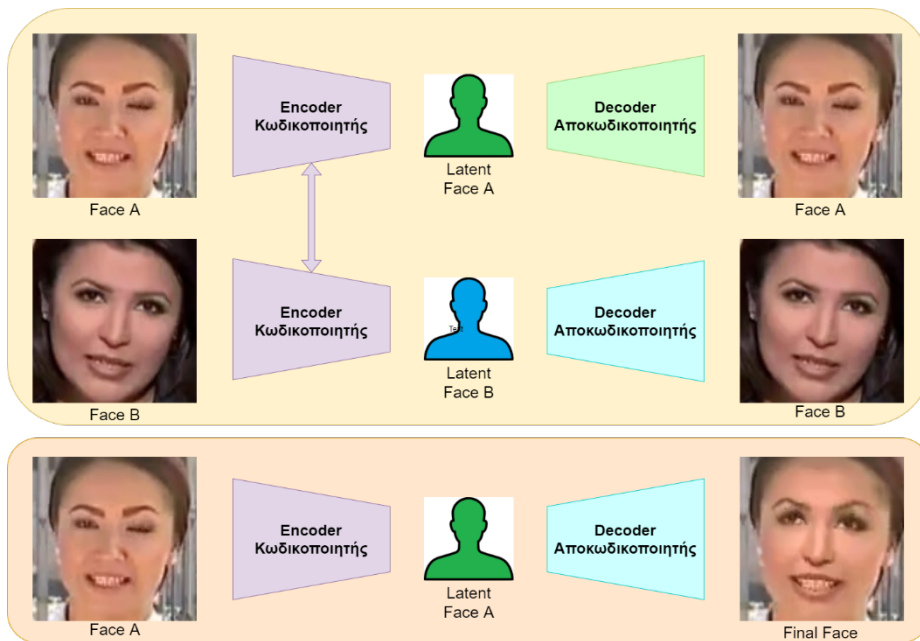 Encoder
Κωδικοποιητής
Decoder
Αποκωδικοποιητής
Latent
Face A
Face A
Face A
Encoder
Κωδικοποιητής
Text
Decoder
Αποκωδικοποιητής
Latent
Face B
Face B
Face B
Encoder
Κωδικοποιητής
Decoder
Αποκωδικοποιητής
Latent
Face A
Face A
Final Face